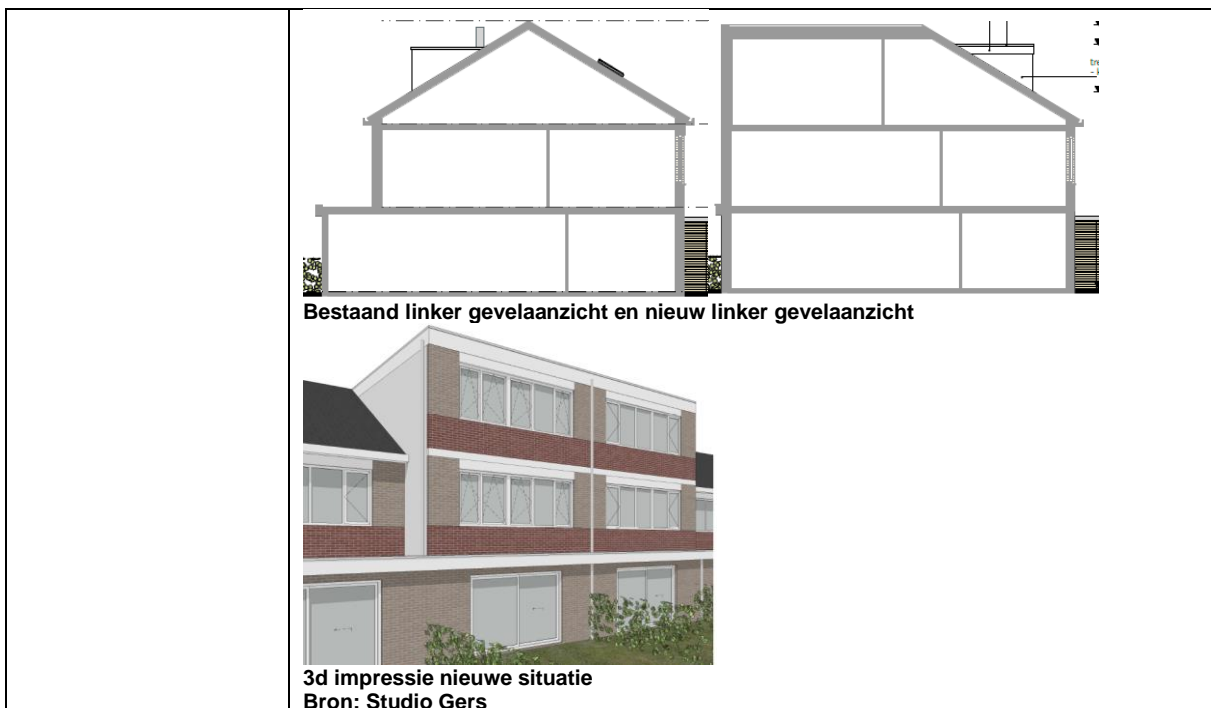 Bestaand linker gevelaanzicht en nieuw linker gevelaanzicht
3d impressie nieuwe situatie
Bron: Studio Gers